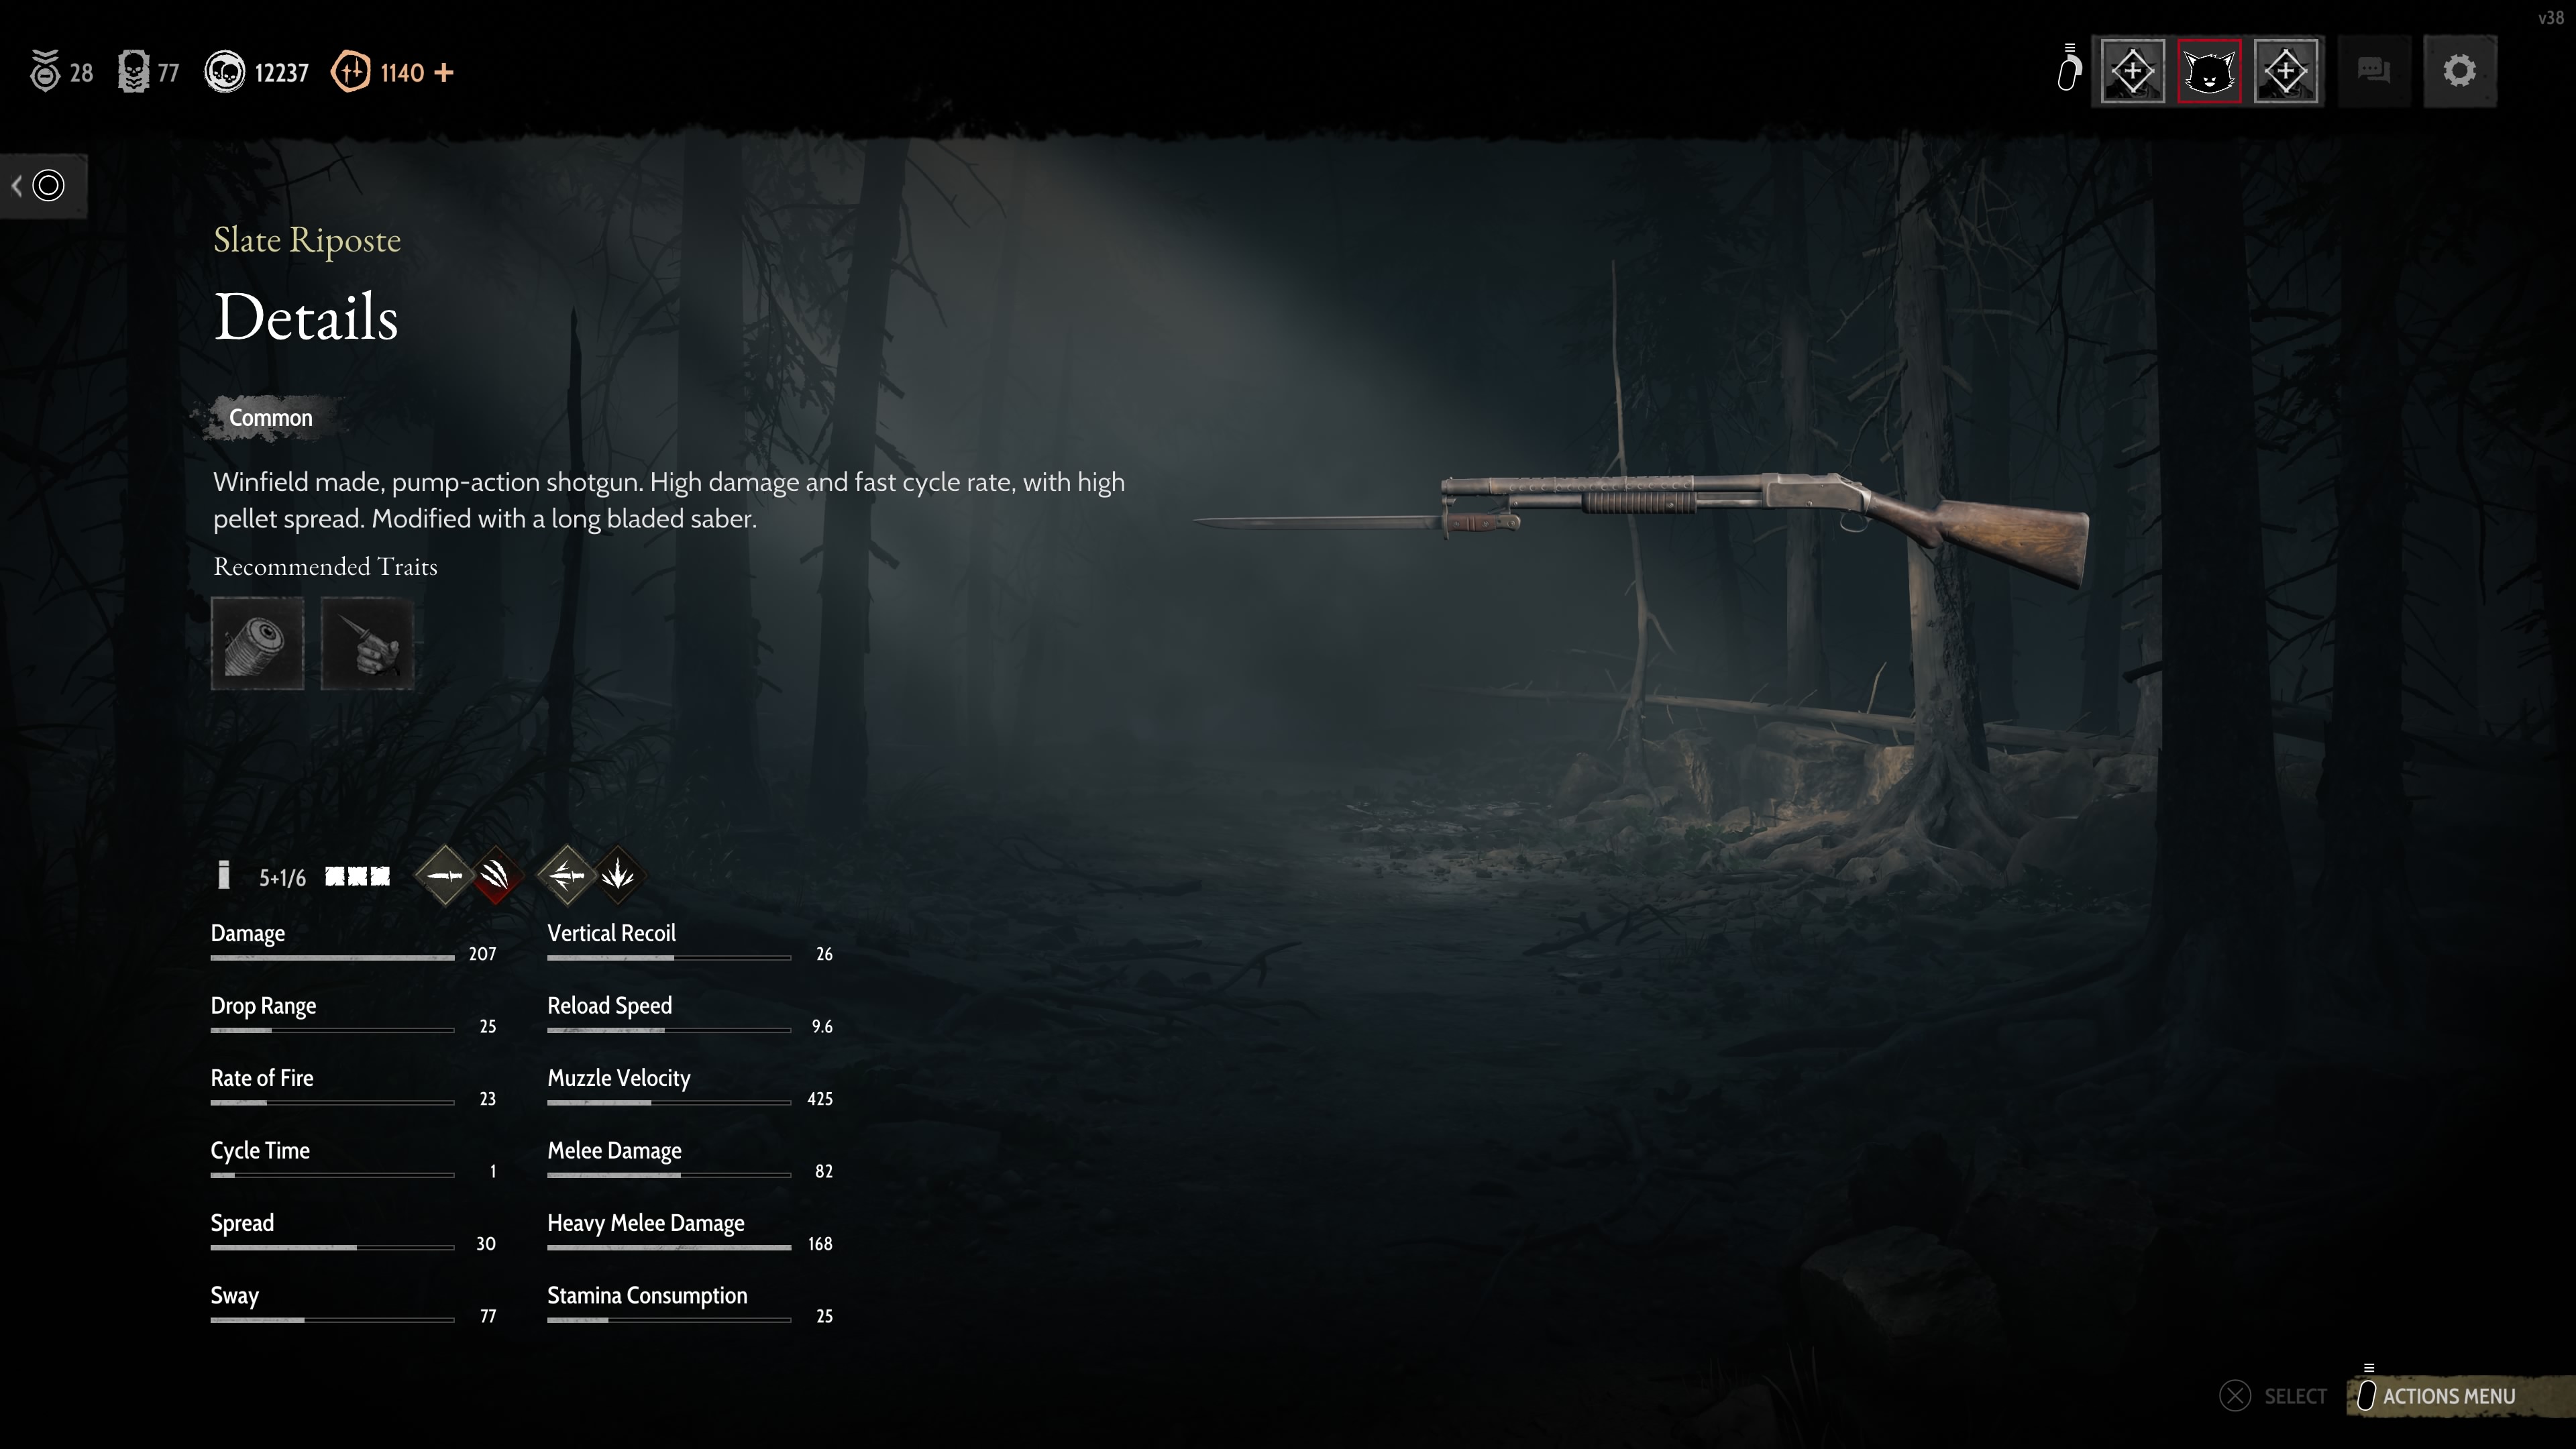 v38
28
77
12237
1140 +
Slate Riposte
Details
Common
Winfield made, pump-action shotgun. High damage and fast cycle rate, with high
pellet spread. Modified with a long bladed saber.
Recommended Traits
5+1/6
Damage
207
Vertical Recoil
26
Drop Range
25
Reload Speed
9.6
Rate of Fire
23
Muzzle Velocity
425
Cycle Time
1
Melee Damage
82
Spread
30
Heavy Melee Damage
168
Sway
77
Stamina Consumption
25
SELECT
ACTIONS MENU